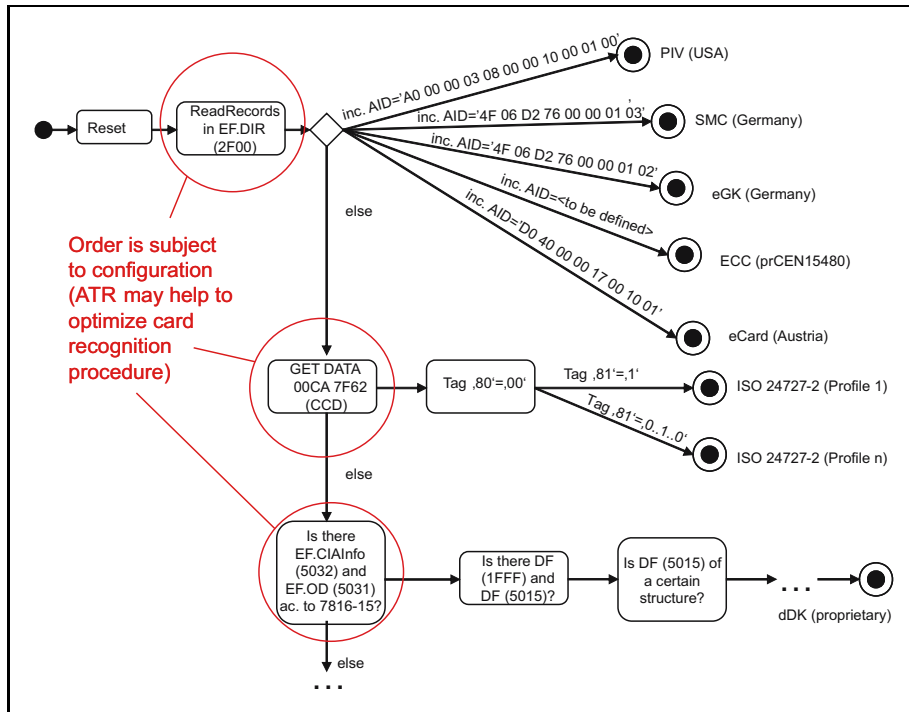 inc. AID='A0 00 00 03 08 00 00 10 00 01 00'
PIV (USA)
Reset
ReadRecords
in EF.DIR
(2F00)
inc. AID='4F 06 D2 76 00 00 01 03'
SMC (Germany)
inc. AID='4F 06 D2 76 00 00 01 02'
eGK (Germany)
inc. AID=<to be defined>
ECC (prCEN15480)
inc. AID='D0 40 00 00 17 00 10 01'
eCard (Austria)
else
Order is subject
to configuration
(ATR may help to
optimize card
recognition
procedure)
GET DATA
00CA 7F62
(CCD)
Tag ‚80‘=‚00‘
Tag ‚81‘=‚1‘
ISO 24727-2 (Profile 1)
Tag ‚81‘=‚0..1..0‘
ISO 24727-2 (Profile n)
else
Is there
EF.CIAInfo
(5032) and
EF.OD (5031)
ac. to 7816-15?
Is there DF
(1FFF) and
DF (5015)?
Is DF (5015) of
a certain
structure?
...
dDK (proprietary)
else
...